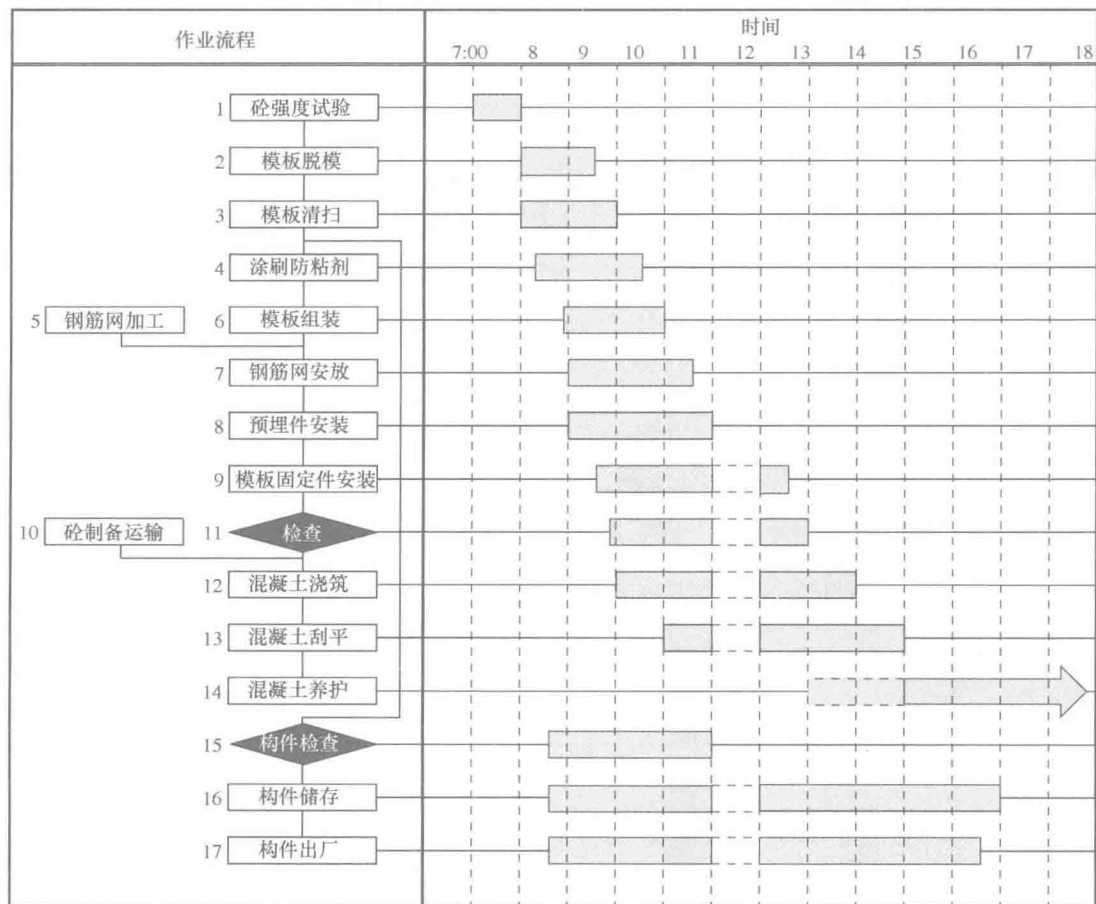 作业流程
时间
7:00 8 9 10 11 12 13 14 15 16 17 18
1 砼强度试验
2 模板脱模
3 模板清扫
4 涂刷防粘剂
5 钢筋网加工 6 模板组装
7 钢筋网安放
8 预埋件安装
9 模板固定件安装
10 砼制备运输 11 检查
12 混凝土浇筑
13 混凝土刮平
14 混凝土养护
15 构件检查
16 构件储存
17 构件出厂